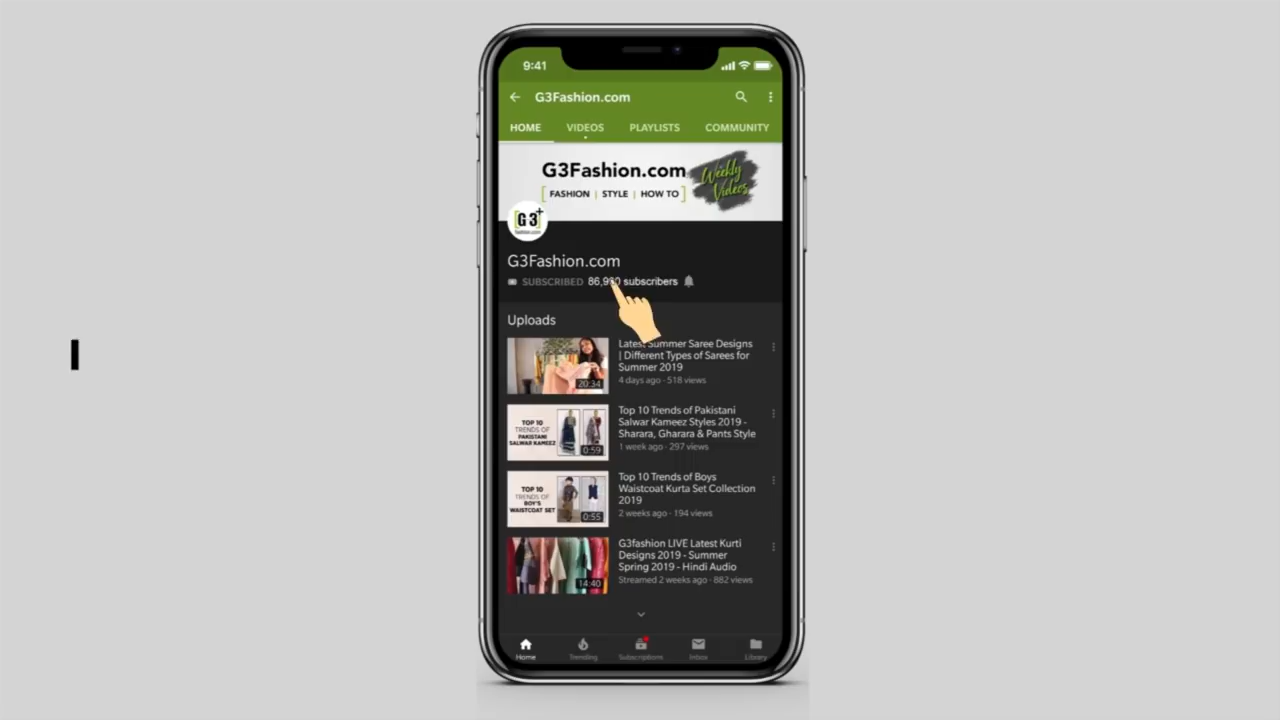 9:41
G3Fashion.com
HOME VIDEOS PLAYLISTS COMMUNITY
G3Fashion.com
[ FASHION | STYLE | HOW TO ]
Weekly
Videos
[G3]+
fashion.com
G3Fashion.com
SUBSCRIBED subscribers
Uploads
Latest Summer Saree Designs
| Different Types of Sarees for
Summer 2019
4 days ago · 518 views
20:34
Top 10 Trends of Pakistani
Salwar Kameez Styles 2019 -
Sharara, Gharara & Pants Style
1 week ago · 297 views
TOP 10
TRENDS OF
PAKISTANI
SALWAR KAMEEZ
0:59
Top 10 Trends of Boys
Waistcoat Kurta Set Collection
2019
2 weeks ago · 194 views
TOP 10
TRENDS OF
BOY'S
WAISTCOAT SET
0:55
G3fashion LIVE Latest Kurti
Designs 2019 - Summer
Spring 2019 - Hindi Audio
Streamed 2 weeks ago · 882 views
14:40
Home Trending Subscriptions Inbox Library
I